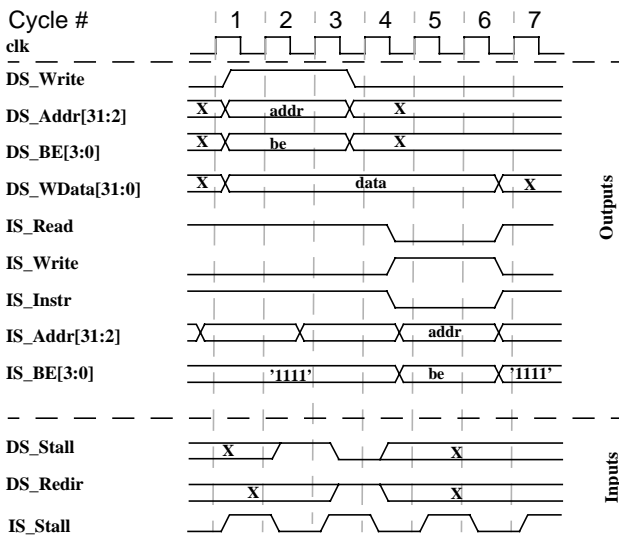 Cycle # 1 2 3 4 5 6 7
clk
DS_Write
DS_Addr[31:2] X addr X
DS_BE[3:0] X be X
DS_WData[31:0] X data X
IS_Read
IS_Write
IS_Instr
IS_Addr[31:2] addr
IS_BE[3:0] '1111' be '1111'
Outputs
DS_Stall X X
DS_Redir X X
IS_Stall
Inputs